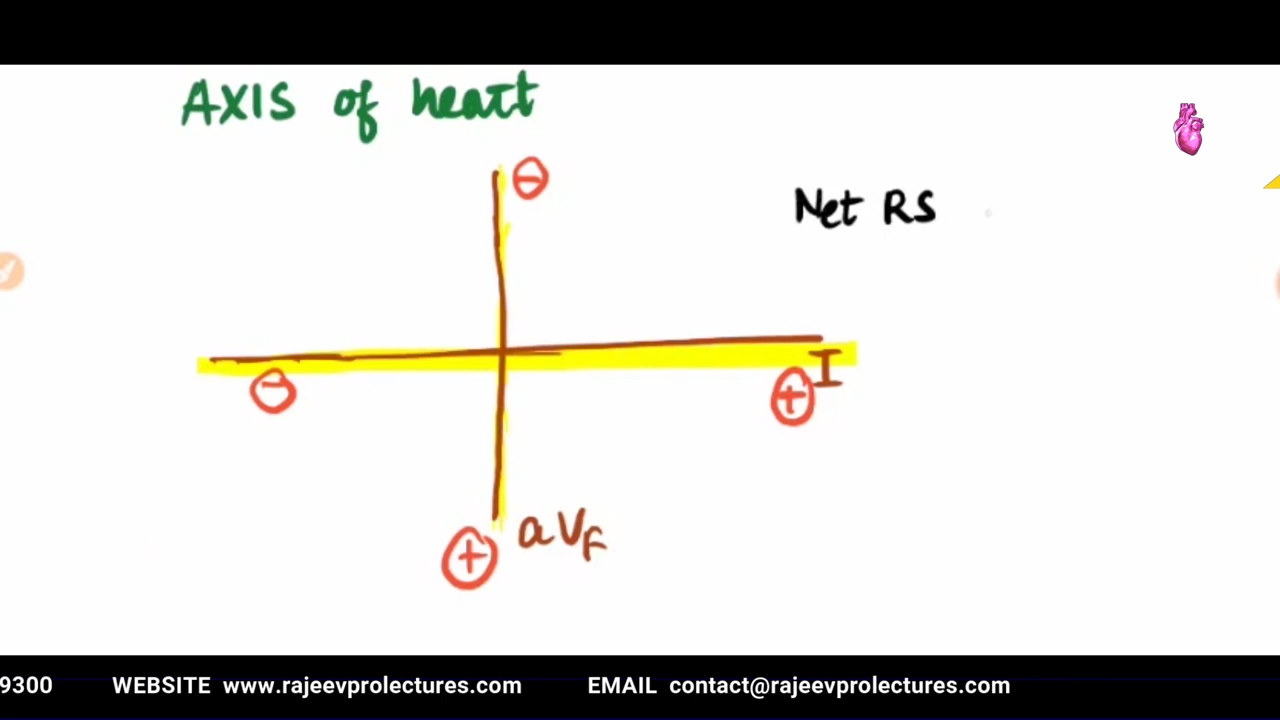 AXIS of heart
⊖
Net RS
⊖ ⊕ I
⊕ aVF
9300 WEBSITE www.rajeevprolectures.com EMAIL contact@rajeevprolectures.com